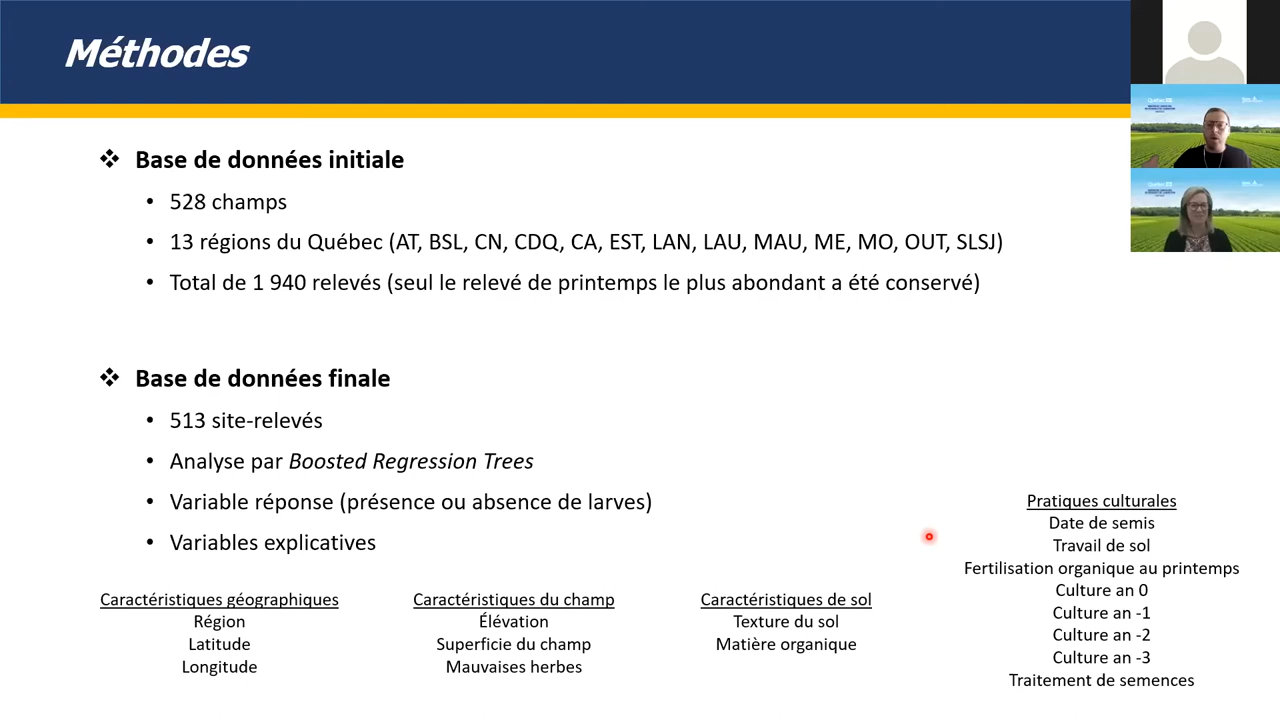 Méthodes
❖ Base de données initiale
• 528 champs
• 13 régions du Québec (AT, BSL, CN, CDQ, CA, EST, LAN, LAU, MAU, ME, MO, OUT, SLSJ)
• Total de 1 940 relevés (seul le relevé de printemps le plus abondant a été conservé)
❖ Base de données finale
• 513 site-relevés
• Analyse par Boosted Regression Trees
• Variable réponse (présence ou absence de larves)
• Variables explicatives
Caractéristiques géographiques
Région
Latitude
Longitude
Caractéristiques du champ
Élévation
Superficie du champ
Mauvaises herbes
Caractéristiques de sol
Texture du sol
Matière organique
Pratiques culturales
Date de semis
Travail de sol
Fertilisation organique au printemps
Culture an 0
Culture an -1
Culture an -2
Culture an -3
Traitement de semences
Québec
Québec